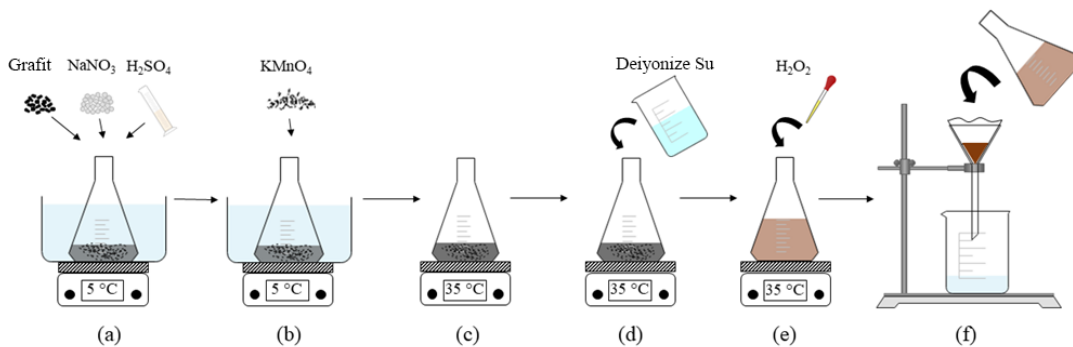 Grafit NaNO₃ H₂SO₄
KMnO₄
Deiyonize Su
H₂O₂
5 °C
5 °C
35 °C
35 °C
35 °C
(a)
(b)
(c)
(d)
(e)
(f)